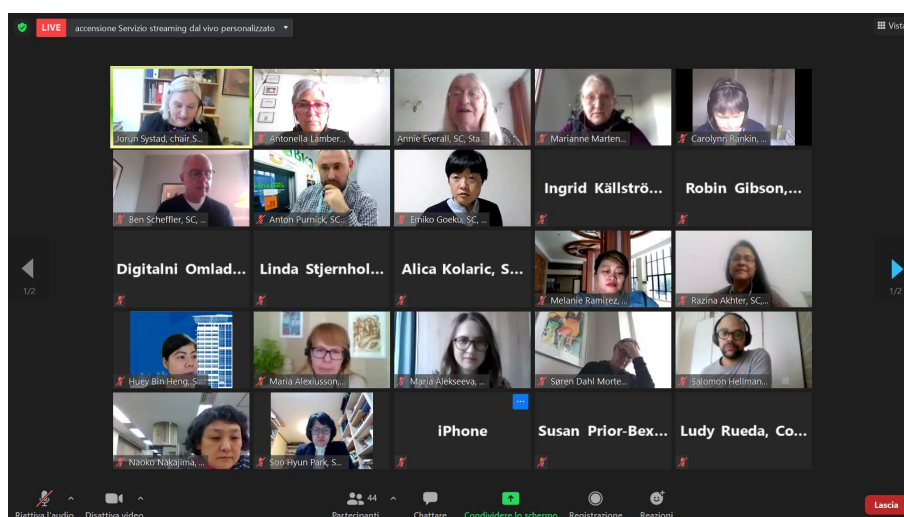 LIVE accensione Servizio streaming dal vivo personalizzato
Vista
Jorun Systad, chair S...
Antonella Lamber...
Annie Everall, SC, Sta...
Marianne Marten...
Carolynn Rankin, ...
Ben Scheffler, SC, ...
Anton Purnick, SC...
Emiko Goeku, SC, ...
Ingrid Källströ...
Robin Gibson,...
Digitalni Omlad...
Linda Stjernhol...
Alica Kolaric, S...
Melanie Ramirez, ...
Razina Akhter, SC,...
1/2
1/2
Huey Bin Heng, S...
Maria Alexiusson,...
Maria Alekseeva, ...
Søren Dahl Morte...
Salomon Hellman...
Naoko Nakajima, ...
Soo Hyun Park, S...
iPhone
Susan Prior-Bex...
Ludy Rueda, Co...
44
Riattiva l'audio
Disattiva video
Partecipanti
Chattare
Condividere lo schermo
Registrazione
Reazioni
Lascia